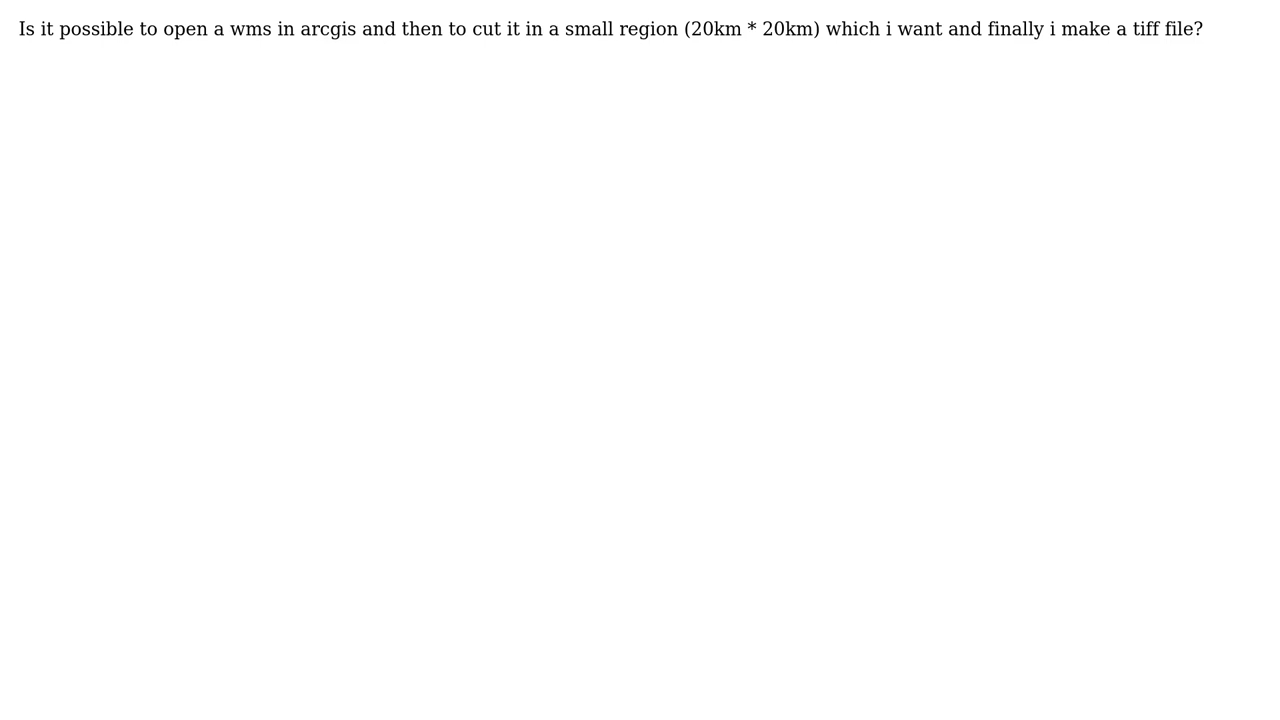 Is it possible to open a wms in arcgis and then to cut it in a small region (20km * 20km) which i want and finally i make a tiff file?